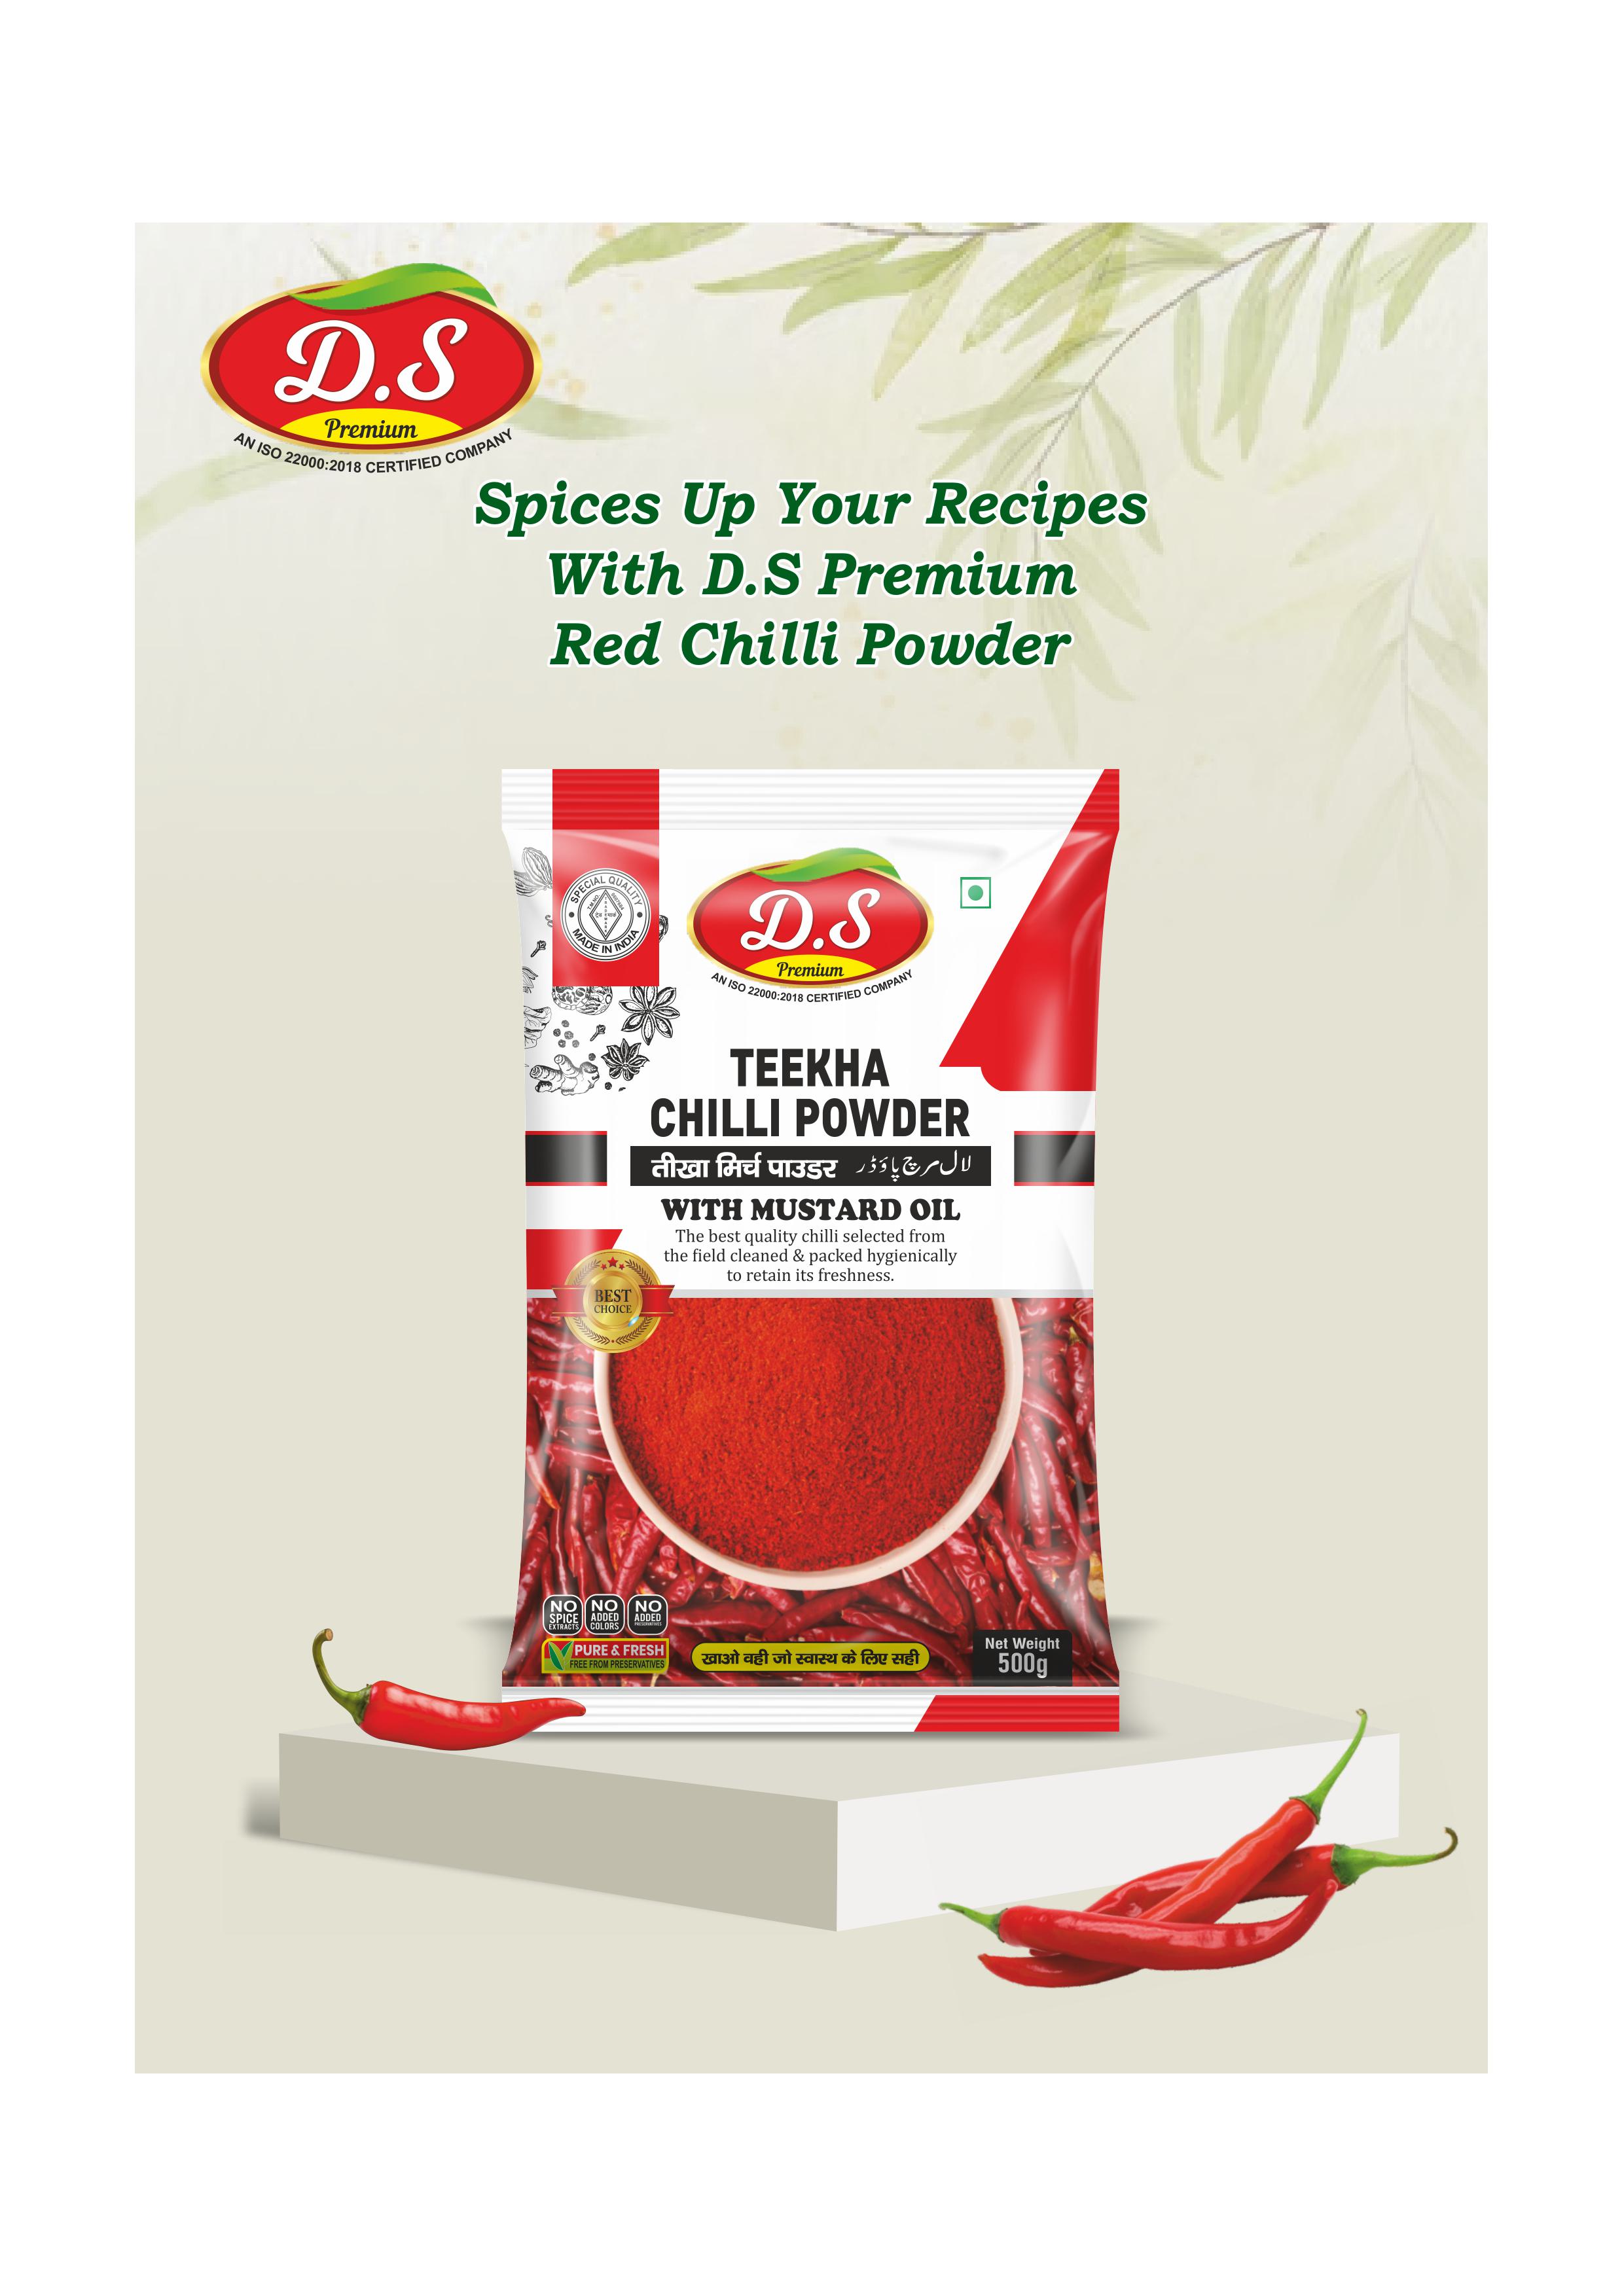 D.S
Premium
AN ISO 22000:2018 CERTIFIED COMPANY
Spices Up Your Recipes
With D.S Premium
Red Chilli Powder
SPECIAL QUALITY
MADE IN INDIA
D.S
Premium
AN ISO 22000:2018 CERTIFIED COMPANY
TEEKHA
CHILLI POWDER
तीखा मिर्च पाउडर لال مرچ پاؤڈر
WITH MUSTARD OIL
The best quality chilli selected from
the field cleaned & packed hygienically
to retain its freshness.
BEST
CHOICE
NO SPICE EXTRACTS
NO ADDED COLORS
NO ADDED PRESERVATIVES
PURE & FRESH
FREE FROM PRESERVATIVES
खाओ वही जो स्वास्थ के लिए सही
Net Weight
500g